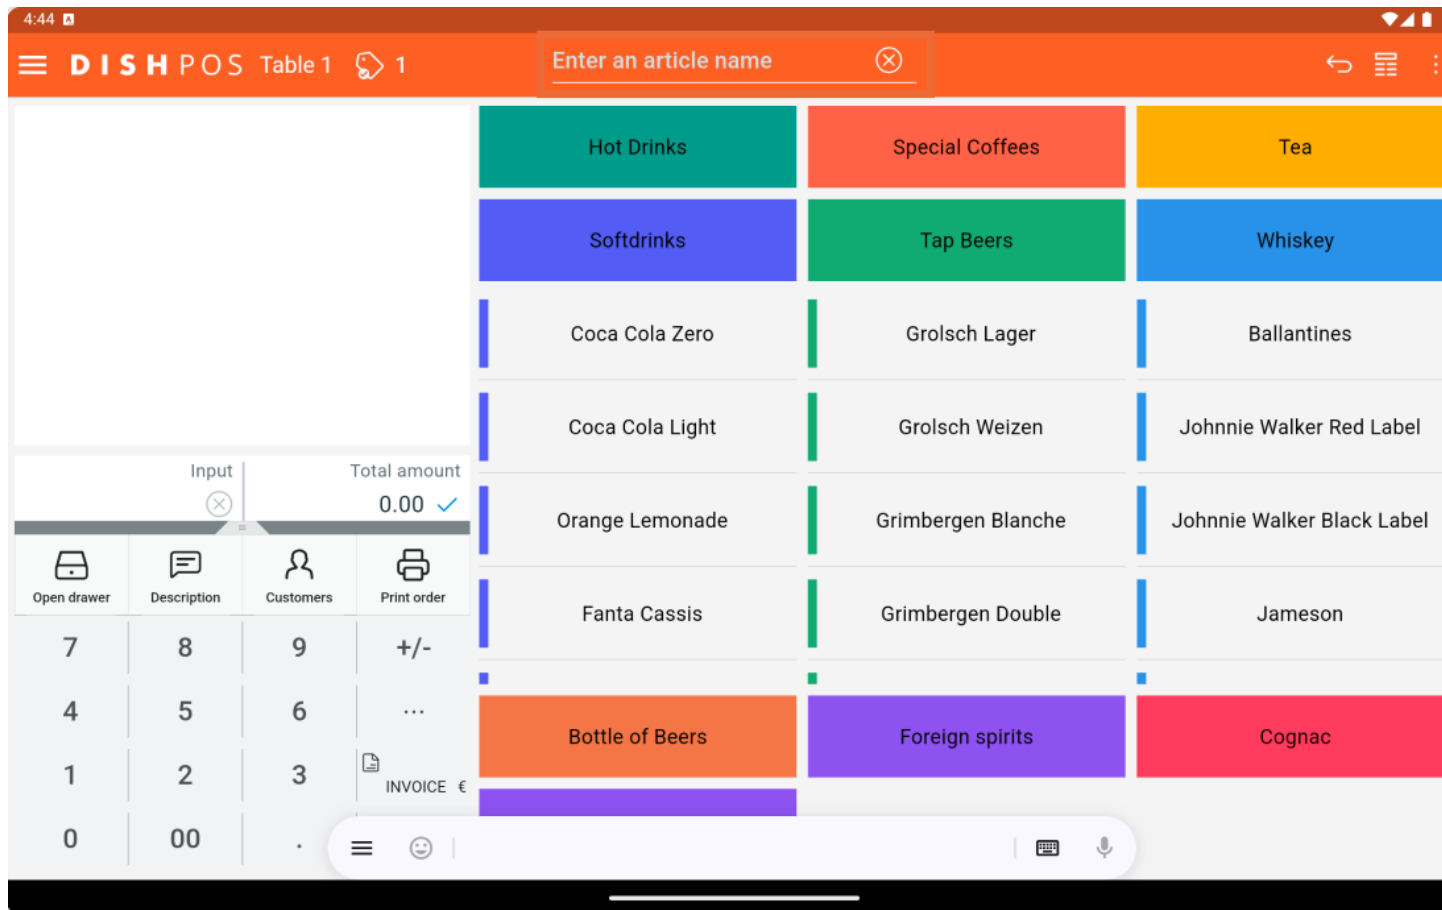 4:44 A
DISH POS Table 1 1 Enter an article name
Hot Drinks Special Coffees Tea
Softdrinks Tap Beers Whiskey
Coca Cola Zero Grolsch Lager Ballantines
Coca Cola Light Grolsch Weizen Johnnie Walker Red Label
Input Total amount
0.00
Orange Lemonade Grimbergen Blanche Johnnie Walker Black Label
Open drawer Description Customers Print order
Fanta Cassis Grimbergen Double Jameson
7 8 9 +/-
4 5 6 ...
Bottle of Beers Foreign spirits Cognac
1 2 3 INVOICE €
0 00 .